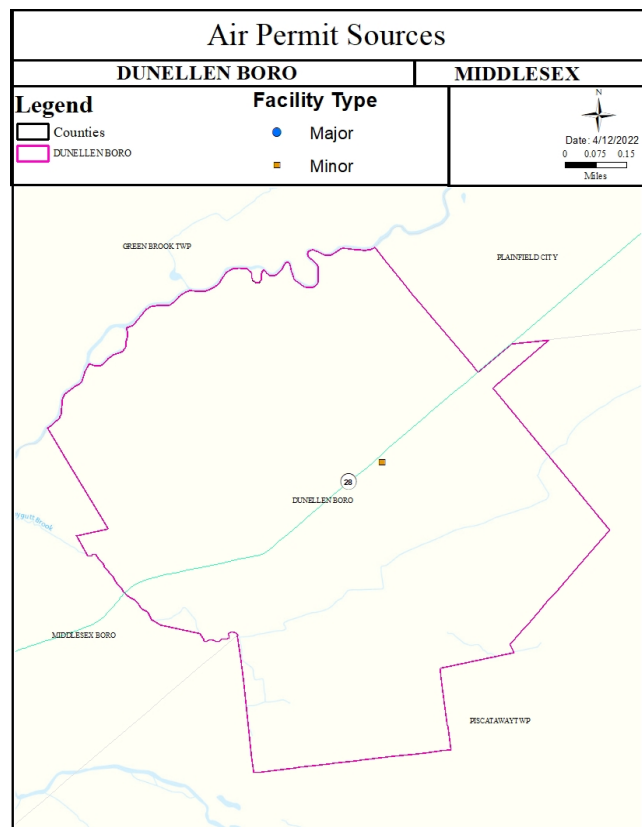 Air Permit Sources
DUNELLEN BORO
MIDDLESEX
Legend
Counties
DUNELLEN BORO
Facility Type
Major
Minor
N
Date: 4/12/2022
0 0.075 0.15
Miles
GREEN BROOK TWP
PLAINFIELD CITY
28
DUNELLEN BORO
Brook
MIDDLESEX BORO
PISCATAWAY TWP